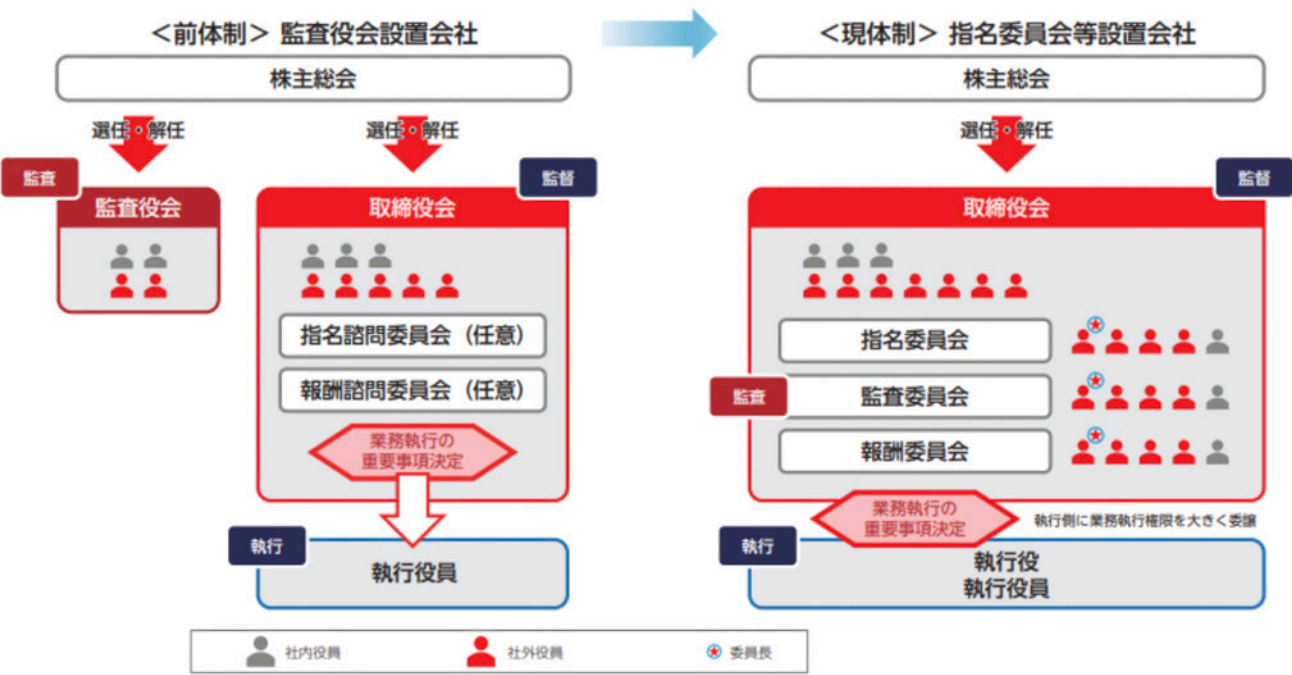 ＜前体制＞ 監査役会設置会社
株主総会
選任・解任
選任・解任
監査
監査役会
監督
取締役会
指名諮問委員会（任意）
報酬諮問委員会（任意）
業務執行の
重要事項決定
執行
執行役員
＜現体制＞ 指名委員会等設置会社
株主総会
選任・解任
監督
取締役会
指名委員会
監査
監査委員会
報酬委員会
業務執行の
重要事項決定
執行側に業務執行権限を大きく委譲
執行
執行役
執行役員
社内役員
社外役員
委員長